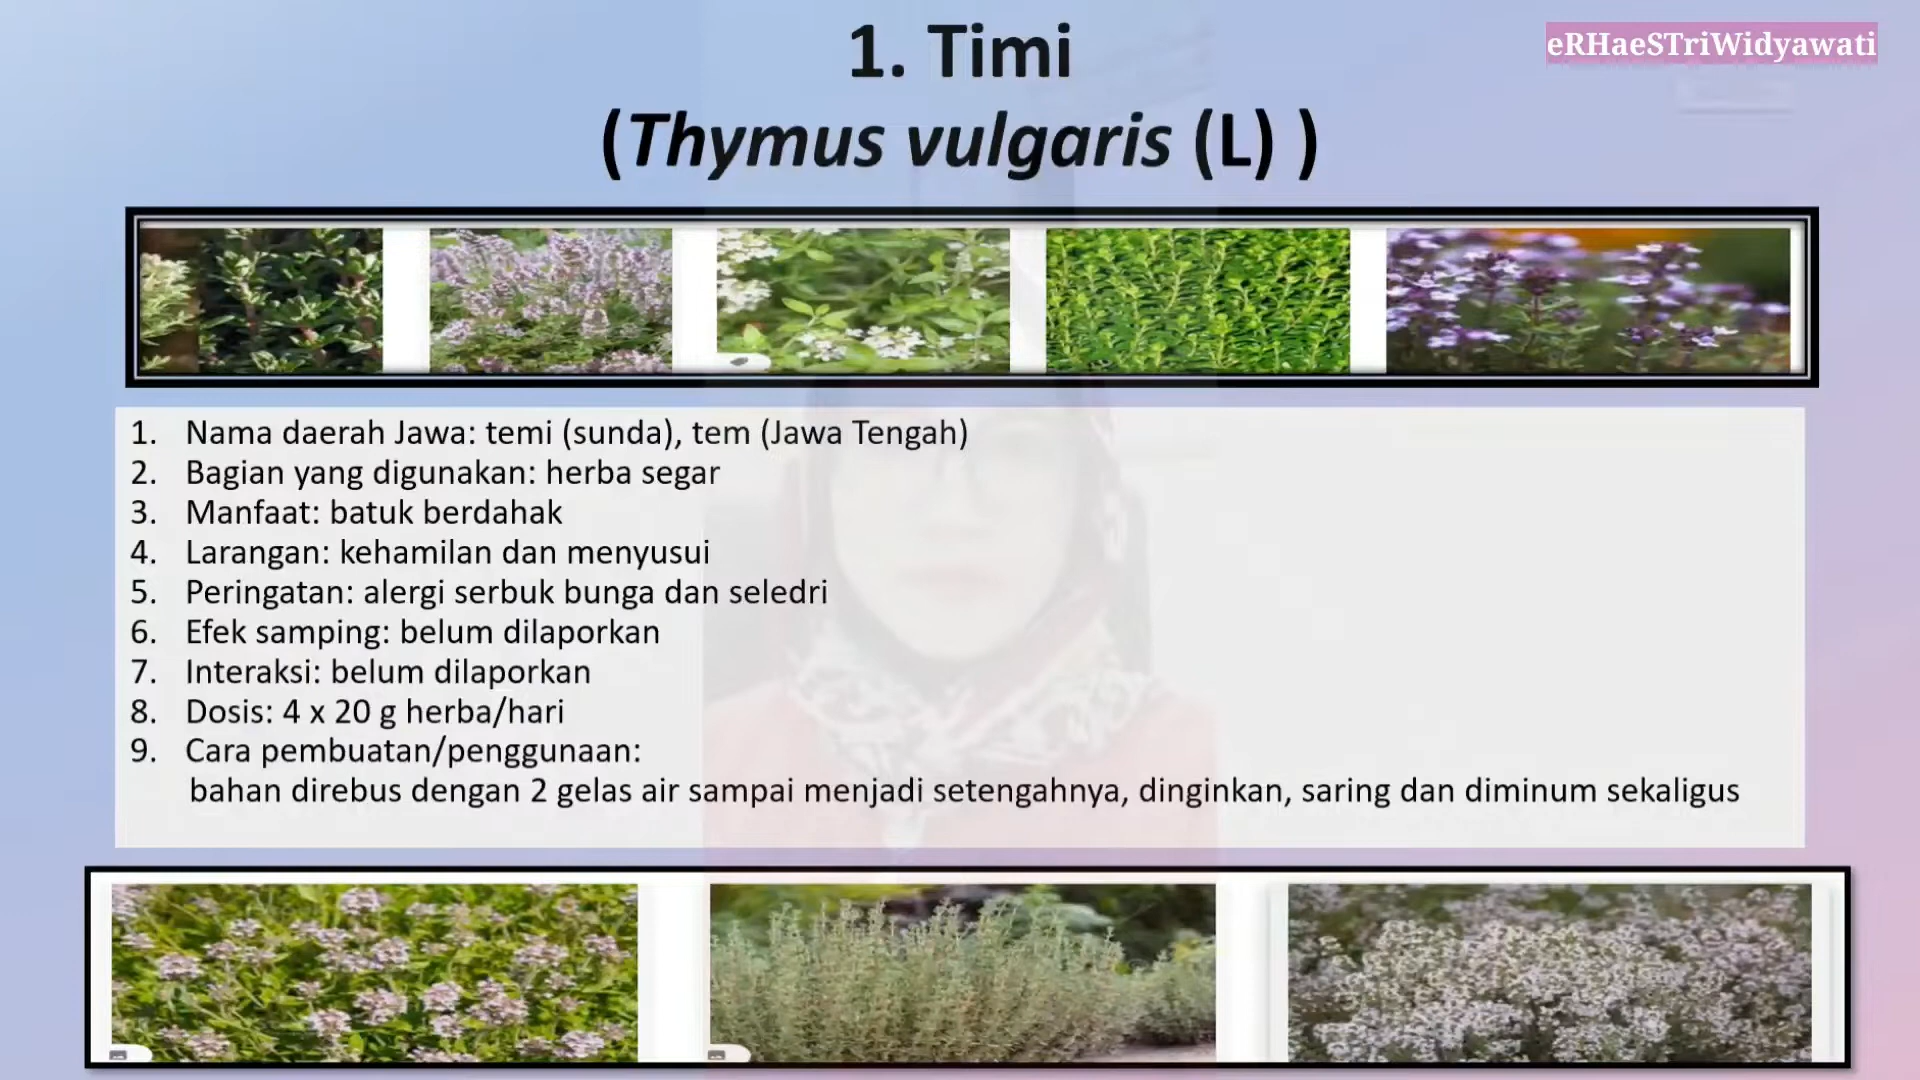 1. Timi
eRHaeSTriWidyawati
(Thymus vulgaris (L) )
1. Nama daerah Jawa: temi (sunda), tem (Jawa Tengah)
2. Bagian yang digunakan: herba segar
3. Manfaat: batuk berdahak
4. Larangan: kehamilan dan menyusui
5. Peringatan: alergi serbuk bunga dan seledri
6. Efek samping: belum dilaporkan
7. Interaksi: belum dilaporkan
8. Dosis: 4 x 20 g herba/hari
9. Cara pembuatan/penggunaan:
bahan direbus dengan 2 gelas air sampai menjadi setengahnya, dinginkan, saring dan diminum sekaligus